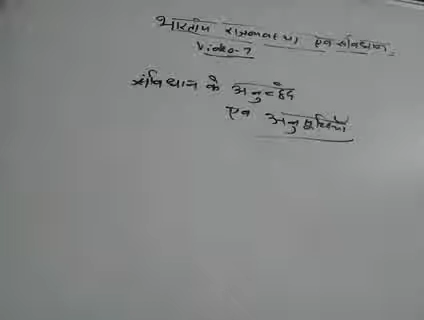 भारतीय राजव्यवस्था एवं संविधान
Video-7
संविधान के अनुच्छेद
एवं अनुसूचियां